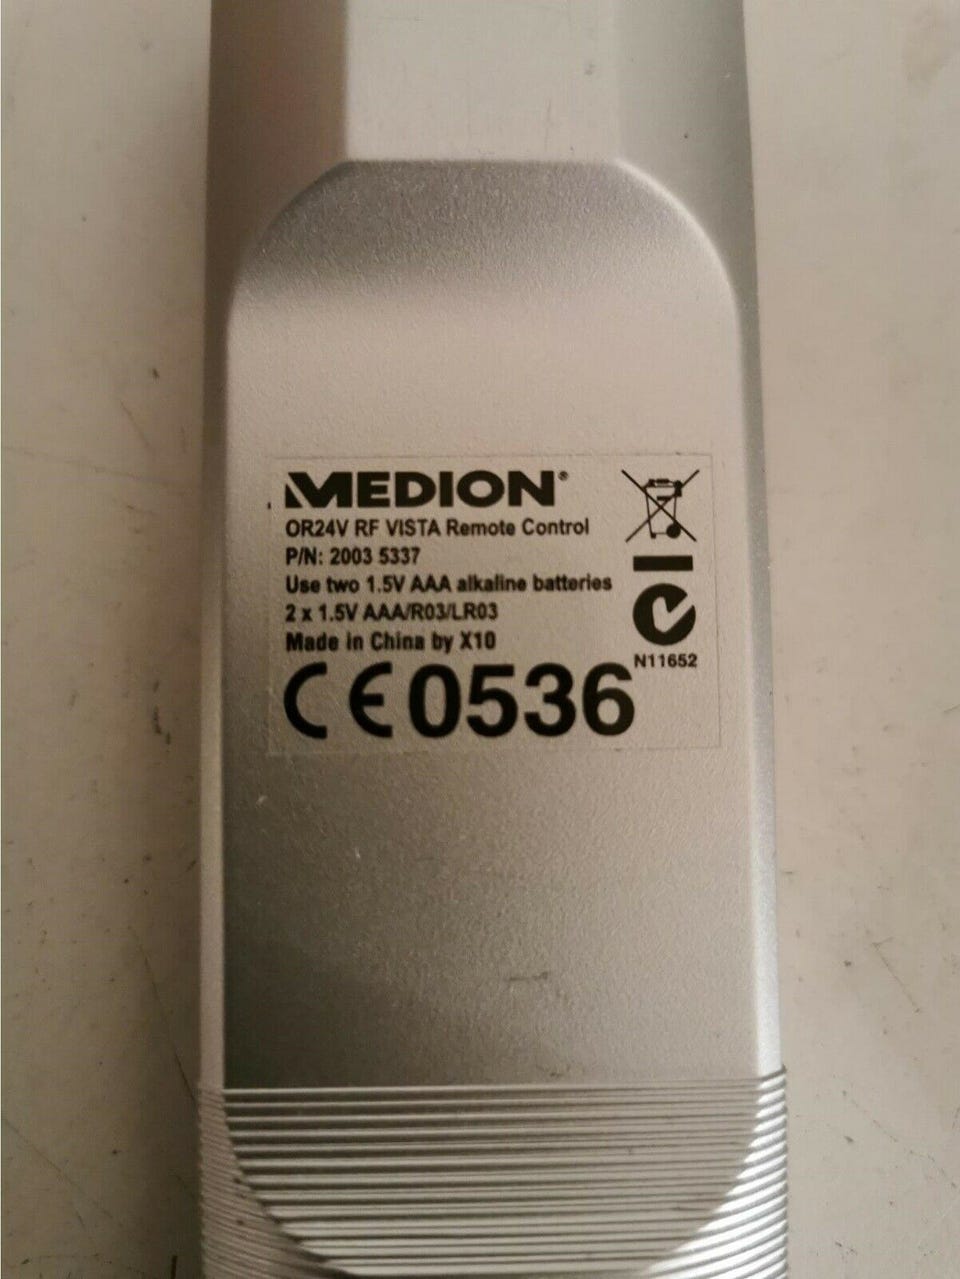 MEDION®
OR24V RF VISTA Remote Control
P/N: 2003 5337
Use two 1.5V AAA alkaline batteries
2 x 1.5V AAA/R03/LR03
Made in China by X10
N11652
CE0536